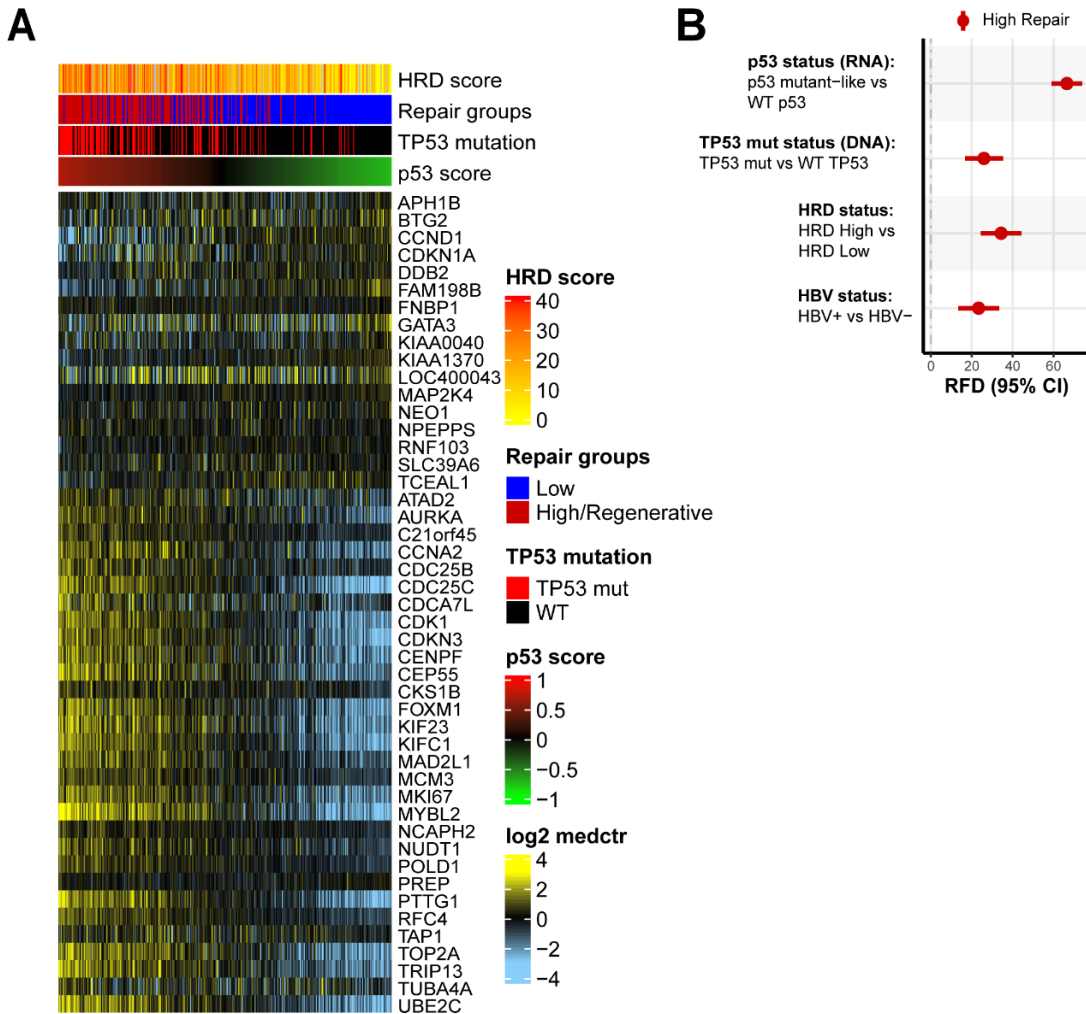 A
HRD score
Repair groups
TP53 mutation
p53 score
APH1B
BTG2
CCND1
CDKN1A
DDB2
FAM198B
FNBP1
GATA3
KIAA0040
KIAA1370
LOC400043
MAP2K4
NEO1
NPEPPS
RNF103
SLC39A6
TCEAL1
ATAD2
AURKA
C21orf45
CCNA2
CDC25B
CDC25C
CDCA7L
CDK1
CDKN3
CENPF
CEP55
CKS1B
FOXM1
KIF23
KIFC1
MAD2L1
MCM3
MKI67
MYBL2
NCAPH2
NUDT1
POLD1
PREP
PTTG1
RFC4
TAP1
TOP2A
TRIP13
TUBA4A
UBE2C
HRD score
40
30
20
10
0
Repair groups
Low
High/Regenerative
TP53 mutation
TP53 mut
WT
p53 score
1
0.5
0
−0.5
−1
log2 medctr
4
2
0
−2
−4
B
High Repair
p53 status (RNA):
p53 mutant−like vs
WT p53
TP53 mut status (DNA):
TP53 mut vs WT TP53
HRD status:
HRD High vs
HRD Low
HBV status:
HBV+ vs HBV−
0 20 40 60
RFD (95% CI)